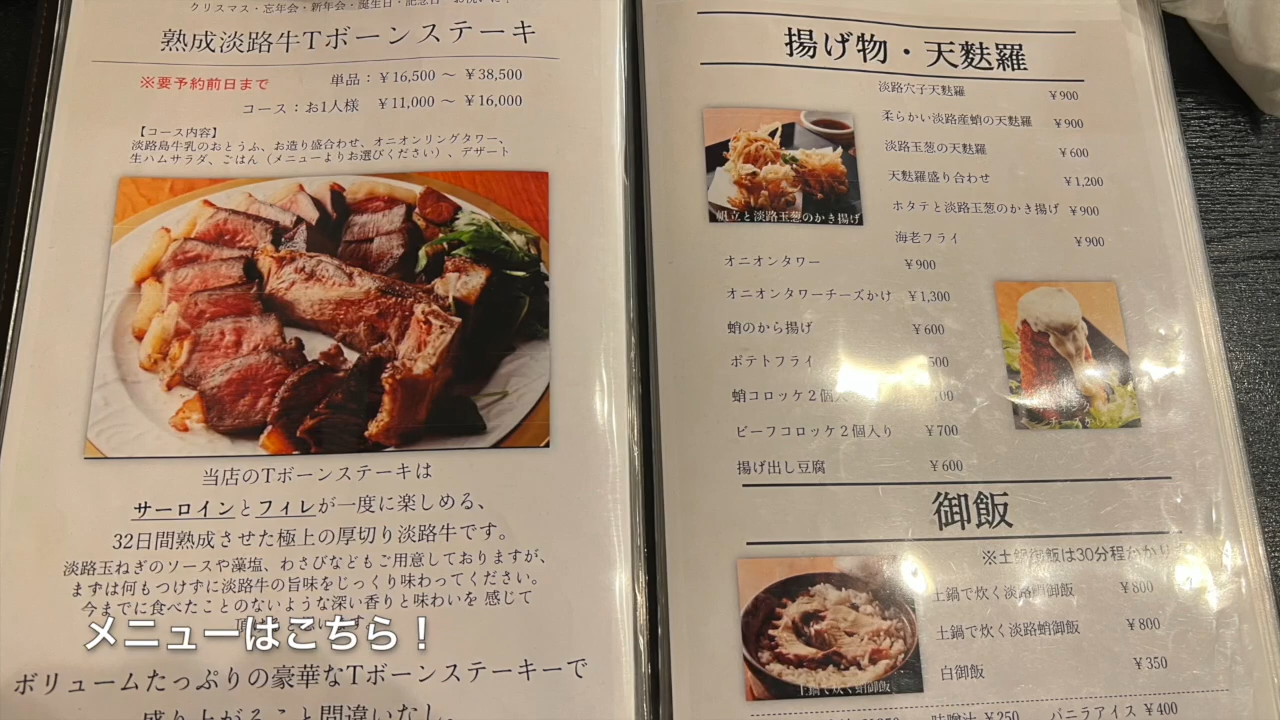 クリスマス・忘年会・新年会・誕生日・記念日
熟成淡路牛Tボーンステーキ
※要予約前日まで
単品：￥16,500 〜 ￥38,500
コース：お1人様 ￥11,000 〜 ￥16,000
【コース内容】
淡路島牛乳のおとうふ、お造り盛合わせ、オニオンリングタワー、
生ハムサラダ、ごはん（メニューよりお選びください）、デザート
当店のTボーンステーキは
サーロインとフィレが一度に楽しめる、
32日間熟成させた極上の厚切り淡路牛です。
淡路玉ねぎのソースや藻塩、わさびなどもご用意しておりますが、
まずは何もつけずに淡路牛の旨味をじっくり味わってください。
今までに食べたことのないような深い香りと味わいを 感じて
メニューはこちら！
ボリュームたっぷりの豪華なTボーンステーキーで
盛り上がること間違いなし。
揚げ物・天麩羅
淡路穴子天麩羅 ￥900
柔らかい淡路産蛸の天麩羅 ￥900
淡路玉葱の天麩羅 ￥600
天麩羅盛り合わせ ￥1,200
ホタテと淡路玉葱のかき揚げ ￥900
帆立と淡路玉葱のかき揚げ
海老フライ ￥900
オニオンタワー ￥900
オニオンタワーチーズかけ ￥1,300
蛸のから揚げ ￥600
ポテトフライ
蛸コロッケ２個入
ビーフコロッケ２個入り ￥700
揚げ出し豆腐 ￥600
御飯
※土鍋御飯は30分程かかり
土鍋で炊く淡路鯛御飯 ￥800
土鍋で炊く淡路蛸御飯 ￥800
白御飯 ￥350
土鍋で炊く蛸御飯
味噌汁 ￥250 バニラアイス ￥400